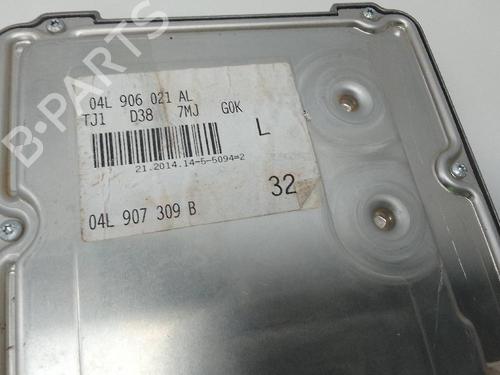 B-PARTS
04L 906 021 AL
TJ1 D38 7MJ G0K
L
21.2014.14-5-5094=2
32
04L 907 309 B